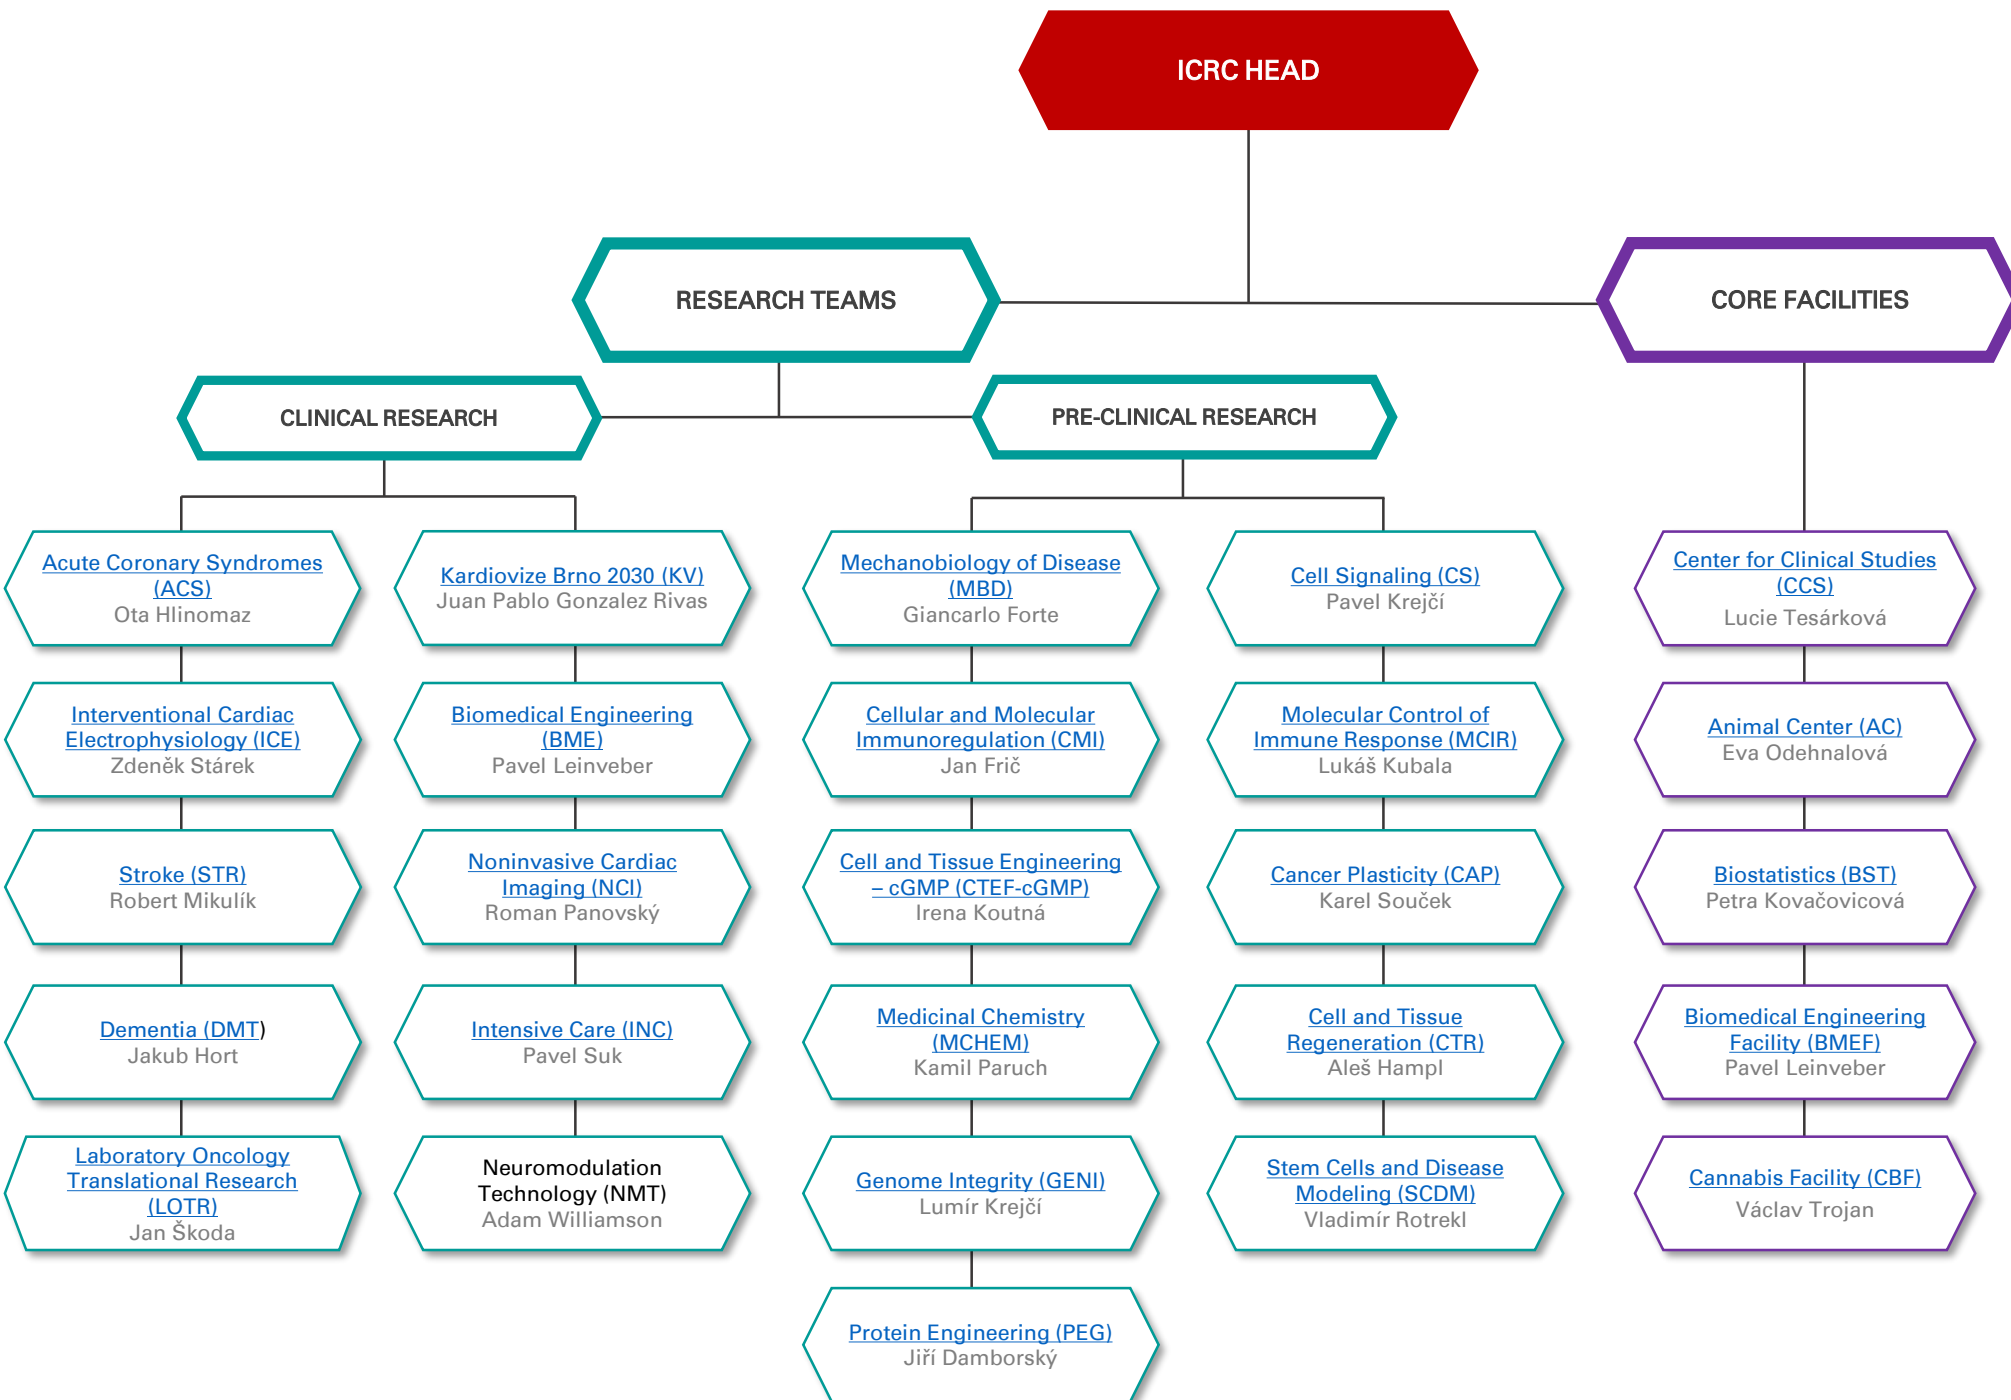 ICRC HEAD
RESEARCH TEAMS
CORE FACILITIES
CLINICAL RESEARCH
PRE-CLINICAL RESEARCH
Acute Coronary Syndromes
(ACS)
Ota Hlinomaz
Interventional Cardiac
Electrophysiology (ICE)
Zdeněk Stárek
Stroke (STR)
Robert Mikulík
Dementia (DMT)
Jakub Hort
Laboratory Oncology
Translational Research
(LOTR)
Jan Škoda
Kardiovize Brno 2030 (KV)
Juan Pablo Gonzalez Rivas
Biomedical Engineering
(BME)
Pavel Leinveber
Noninvasive Cardiac
Imaging (NCI)
Roman Panovský
Intensive Care (INC)
Pavel Suk
Neuromodulation
Technology (NMT)
Adam Williamson
Mechanobiology of Disease
(MBD)
Giancarlo Forte
Cellular and Molecular
Immunoregulation (CMI)
Jan Frič
Cell and Tissue Engineering
– cGMP (CTEF-cGMP)
Irena Koutná
Medicinal Chemistry
(MCHEM)
Kamil Paruch
Genome Integrity (GENI)
Lumír Krejčí
Protein Engineering (PEG)
Jiří Damborský
Cell Signaling (CS)
Pavel Krejčí
Molecular Control of
Immune Response (MCIR)
Lukáš Kubala
Cancer Plasticity (CAP)
Karel Souček
Cell and Tissue
Regeneration (CTR)
Aleš Hampl
Stem Cells and Disease
Modeling (SCDM)
Vladimír Rotrekl
Center for Clinical Studies
(CCS)
Lucie Tesárková
Animal Center (AC)
Eva Odehnalová
Biostatistics (BST)
Petra Kovačovicová
Biomedical Engineering
Facility (BMEF)
Pavel Leinveber
Cannabis Facility (CBF)
Václav Trojan